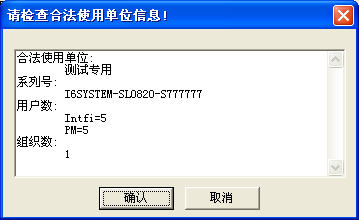 请检查合法使用单位信息!
合法使用单位:
测试专用
系列号:
I6SYSTEM-SL0820-S777777
用户数:
Intfi=5
PM=5
组织数:
1
确认
取消